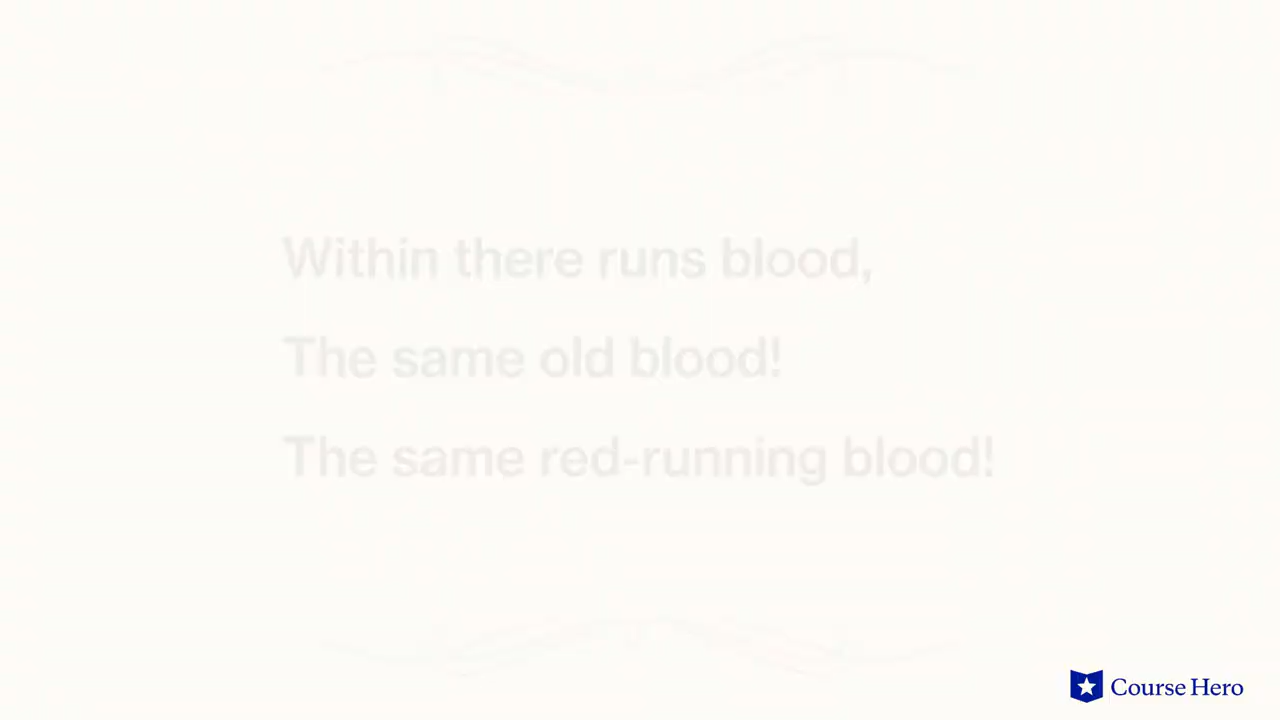 Within there runs blood,
The same old blood!
The same red-running blood!
Course Hero